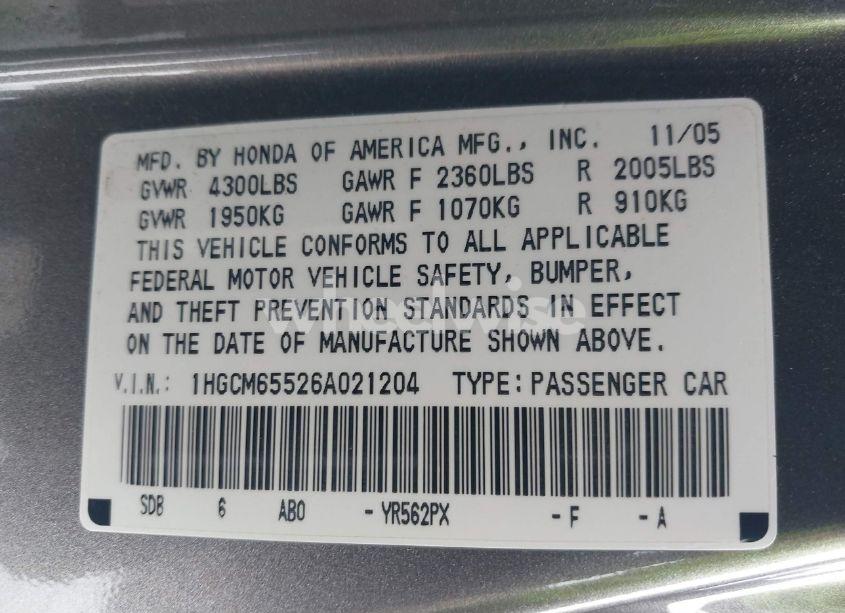 MFD. BY HONDA OF AMERICA MFG., INC. 11/05
GVWR 4300LBS GAWR F 2360LBS R 2005LBS
GVWR 1950KG GAWR F 1070KG R 910KG
THIS VEHICLE CONFORMS TO ALL APPLICABLE
FEDERAL MOTOR VEHICLE SAFETY, BUMPER,
AND THEFT PREVENTION STANDARDS IN EFFECT
wheelwise
ON THE DATE OF MANUFACTURE SHOWN ABOVE.
V.I.N.: 1HGCM65526A021204 TYPE: PASSENGER CAR
SDB 6 ABO - YR562PX - F - A